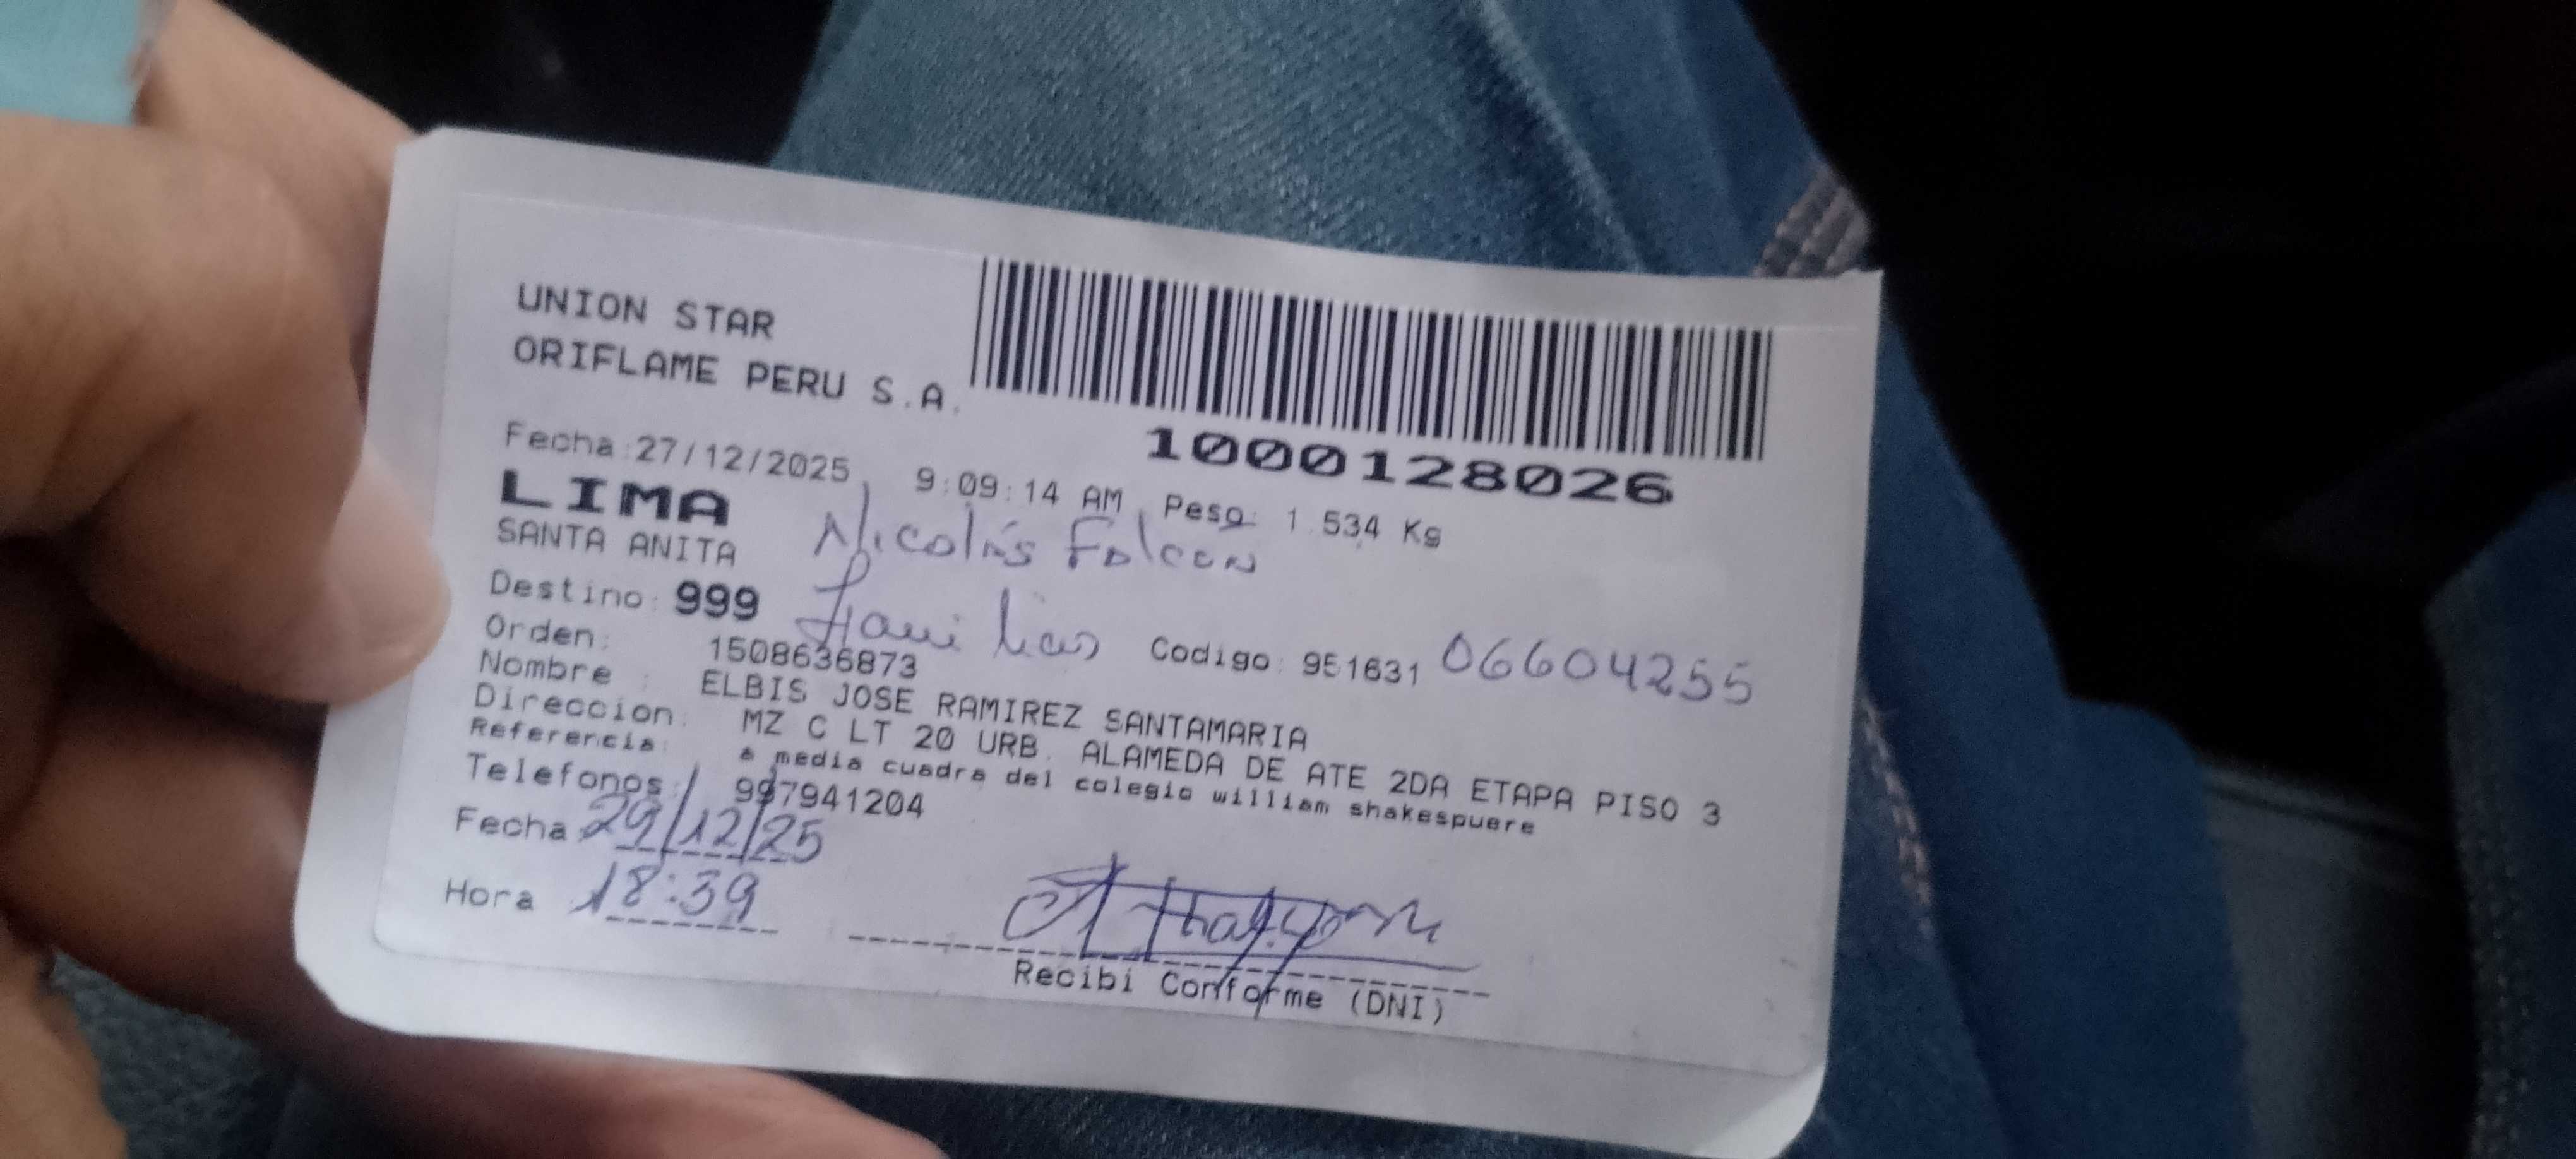 UNION STAR
ORIFLAME PERU S.A.
1000128026
Fecha:27/12/2025 9:09:14 AM Peso: 1.534 Kg
LIMA
SANTA ANITA Nicolás Falcon
Destino: 999
Orden: 1508636873 Codigo: 951631 06604255
Nombre : ELBIS JOSE RAMIREZ SANTAMARIA
Direccion: MZ C LT 20 URB. ALAMEDA DE ATE 2DA ETAPA PISO 3
Referencia: a media cuadra del colegio william shakespuere
Telefonos: 997941204
Fecha: 29/12/25
Hora 18:39
Recibi Conforme (DNI)